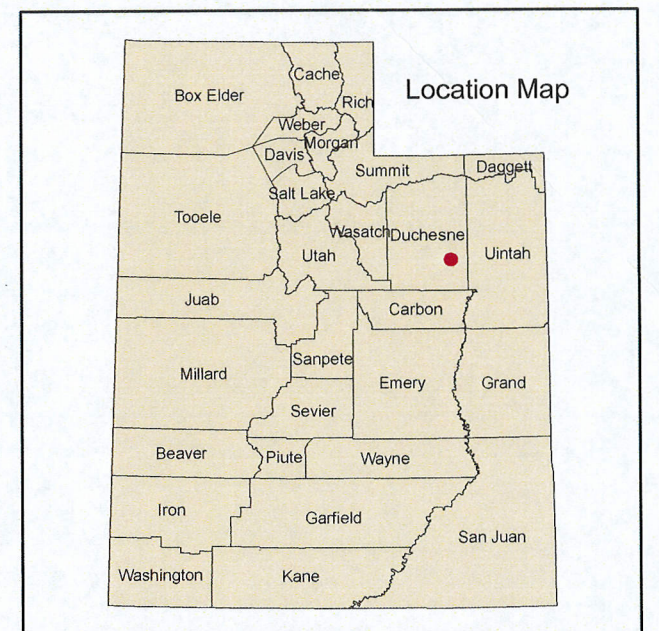 Location Map
Cache
Box Elder
Rich
Weber
Morgan
Davis
Summit
Daggett
Salt Lake
Tooele
Wasatch
Duchesne
Utah
Uintah
Juab
Carbon
Sanpete
Millard
Emery
Grand
Sevier
Beaver
Piute
Wayne
Iron
Garfield
San Juan
Washington
Kane